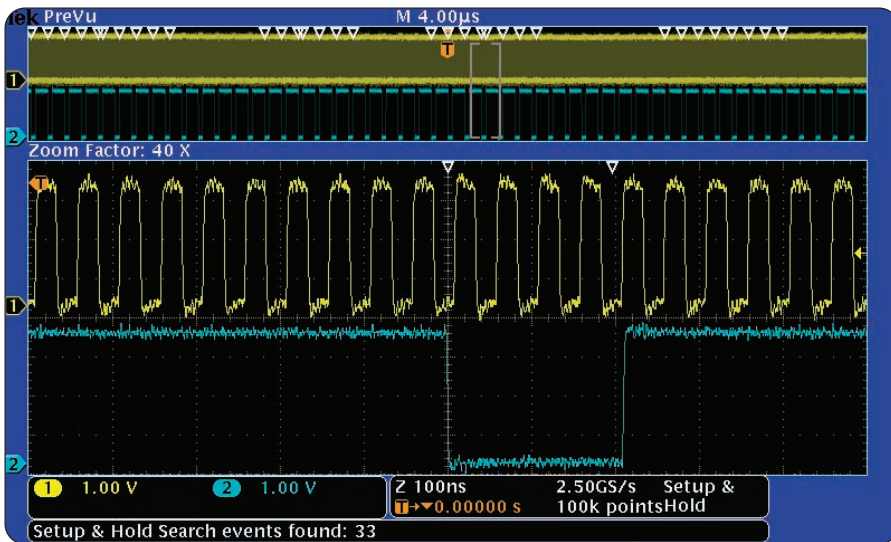 Tek PreVu M 4.00µs
T
1
2
Zoom Factor: 40 X
T
1
2
1 1.00 V 2 1.00 V
Z 100ns 2.50GS/s Setup &
T→▼0.00000 s 100k points Hold
Setup & Hold Search events found: 33